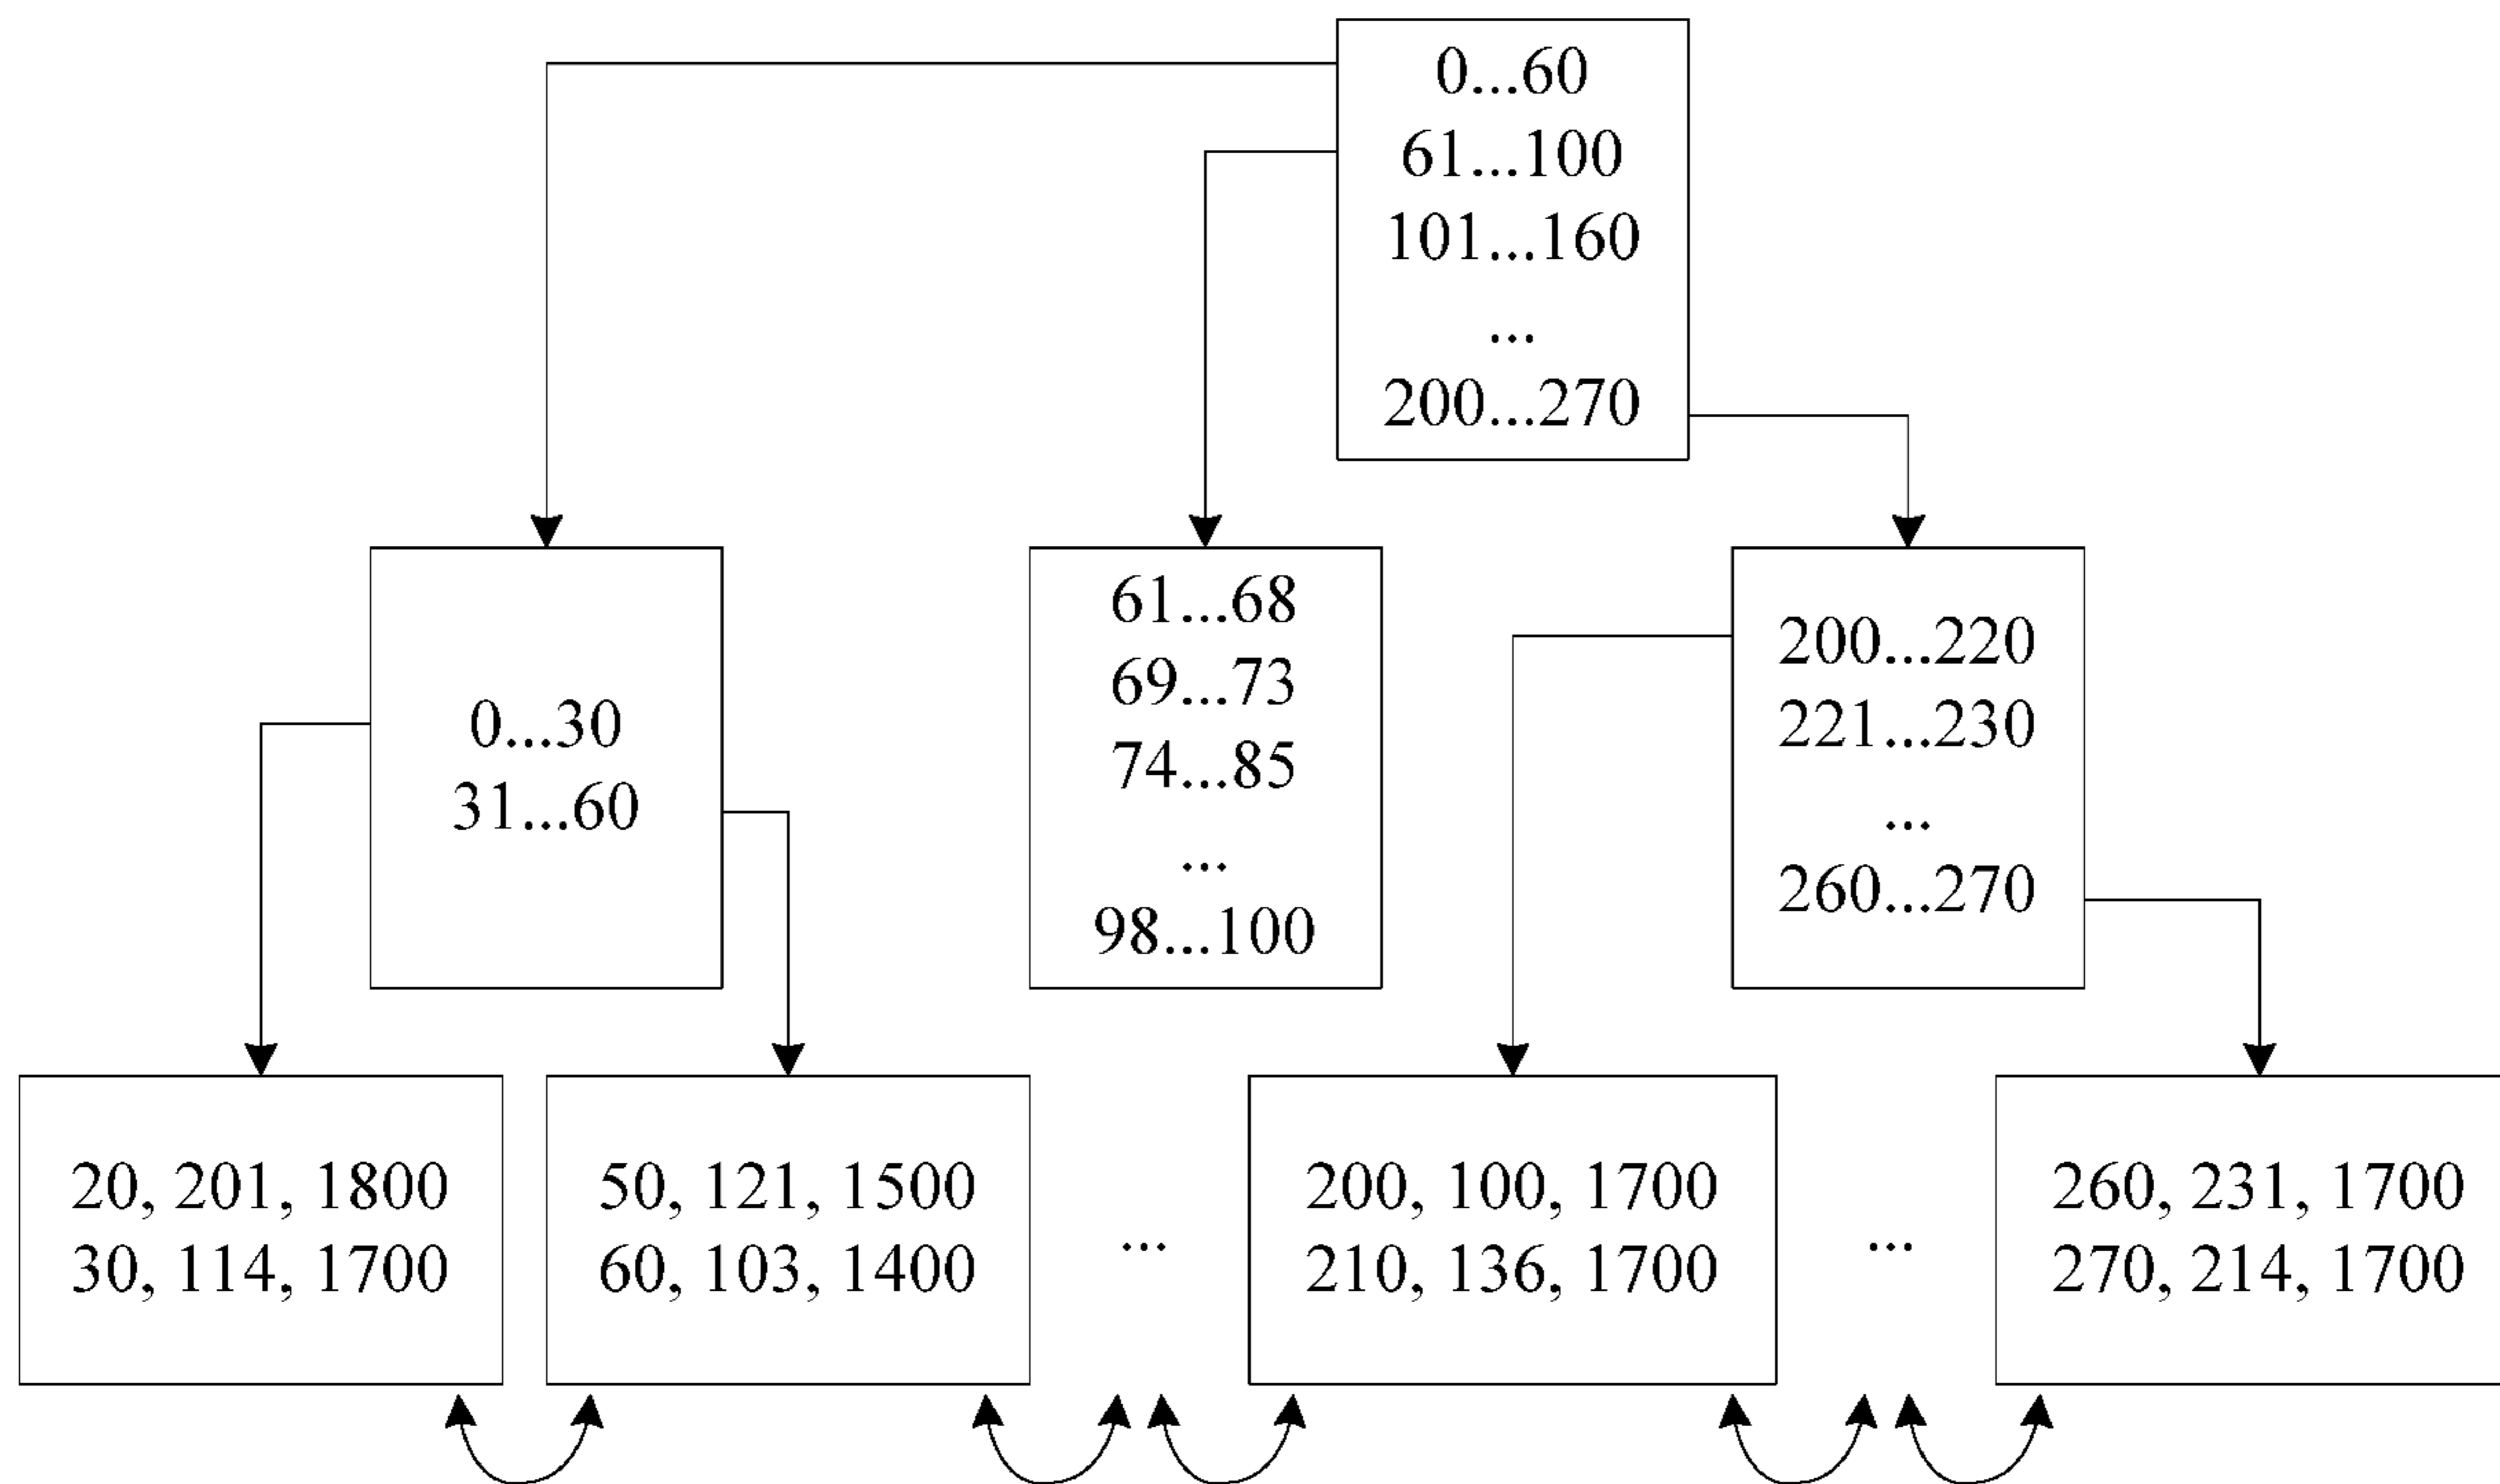 0...60
61...100
101...160
...
200...270
0...30
31...60
61...68
69...73
74...85
...
98...100
200...220
221...230
...
260...270
20, 201, 1800
30, 114, 1700
50, 121, 1500
60, 103, 1400
...
200, 100, 1700
210, 136, 1700
...
260, 231, 1700
270, 214, 1700